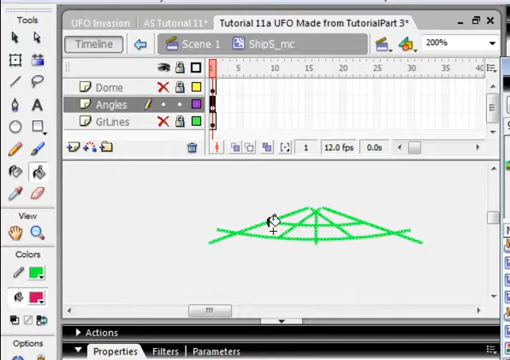 Tools
UFO Invasion AS Tutorial 11* Tutorial 11a UFO Made from TutorialPart 3*
Timeline Scene 1 ShipS_mc 200%
1 5 10 15 20 25 30 35 40
Dome
Angles
GrLines
1 12.0 fps 0.0s
View
Colors
Options
Actions
Properties Filters Parameters